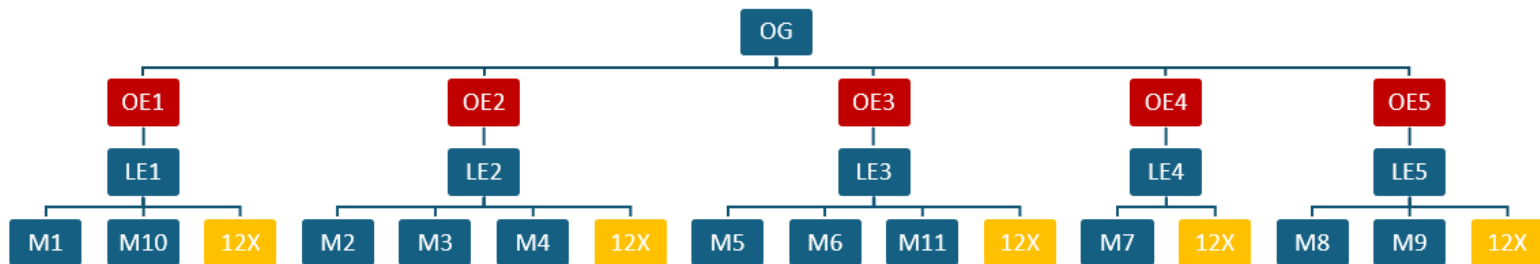 OG
OE1 OE2 OE3 OE4 OE5
LE1 LE2 LE3 LE4 LE5
M1 M10 12X M2 M3 M4 12X M5 M6 M11 12X M7 12X M8 M9 12X